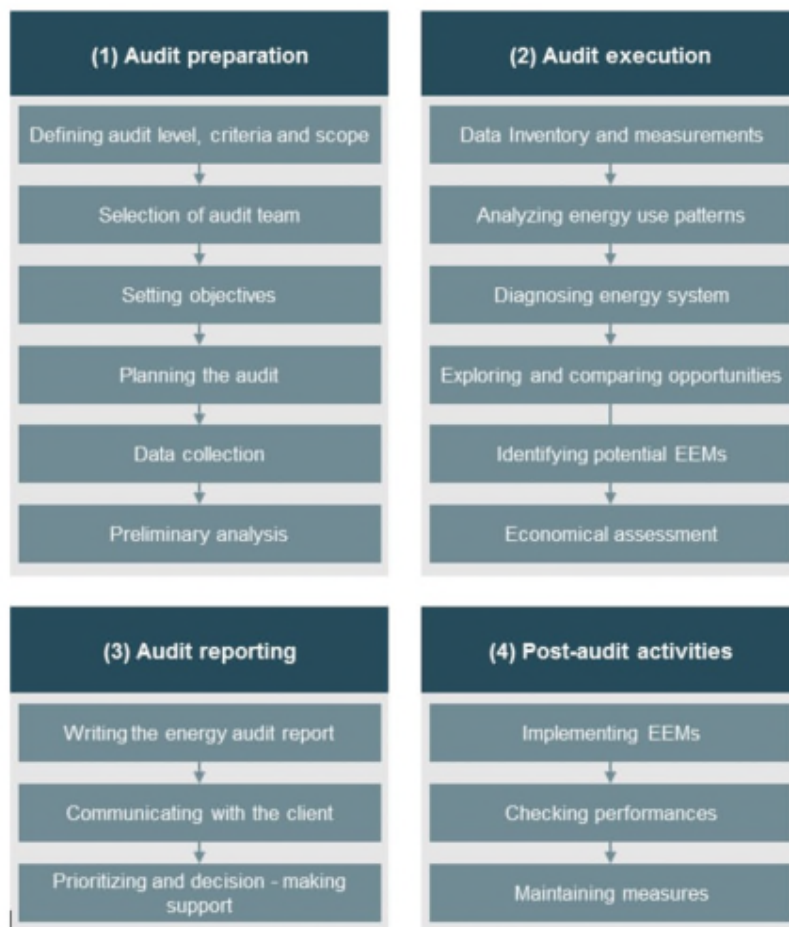 (1) Audit preparation
Defining audit level, criteria and scope
Selection of audit team
Setting objectives
Planning the audit
Data collection
Preliminary analysis
(2) Audit execution
Data Inventory and measurements
Analyzing energy use patterns
Diagnosing energy system
Exploring and comparing opportunities
Identifying potential EEMs
Economical assessment
(3) Audit reporting
Writing the energy audit report
Communicating with the client
Prioritizing and decision - making
support
(4) Post-audit activities
Implementing EEMs
Checking performances
Maintaining measures